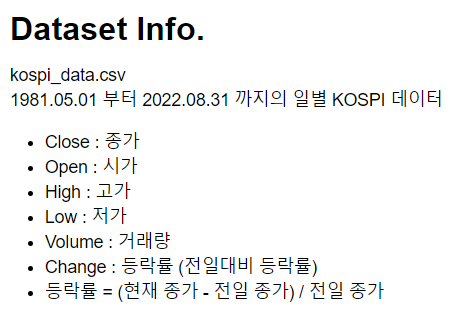 Dataset Info.
kospi_data.csv
1981.05.01 부터 2022.08.31 까지의 일별 KOSPI 데이터
• Close : 종가
• Open : 시가
• High : 고가
• Low : 저가
• Volume : 거래량
• Change : 등락률 (전일대비 등락률)
• 등락률 = (현재 종가 - 전일 종가) / 전일 종가